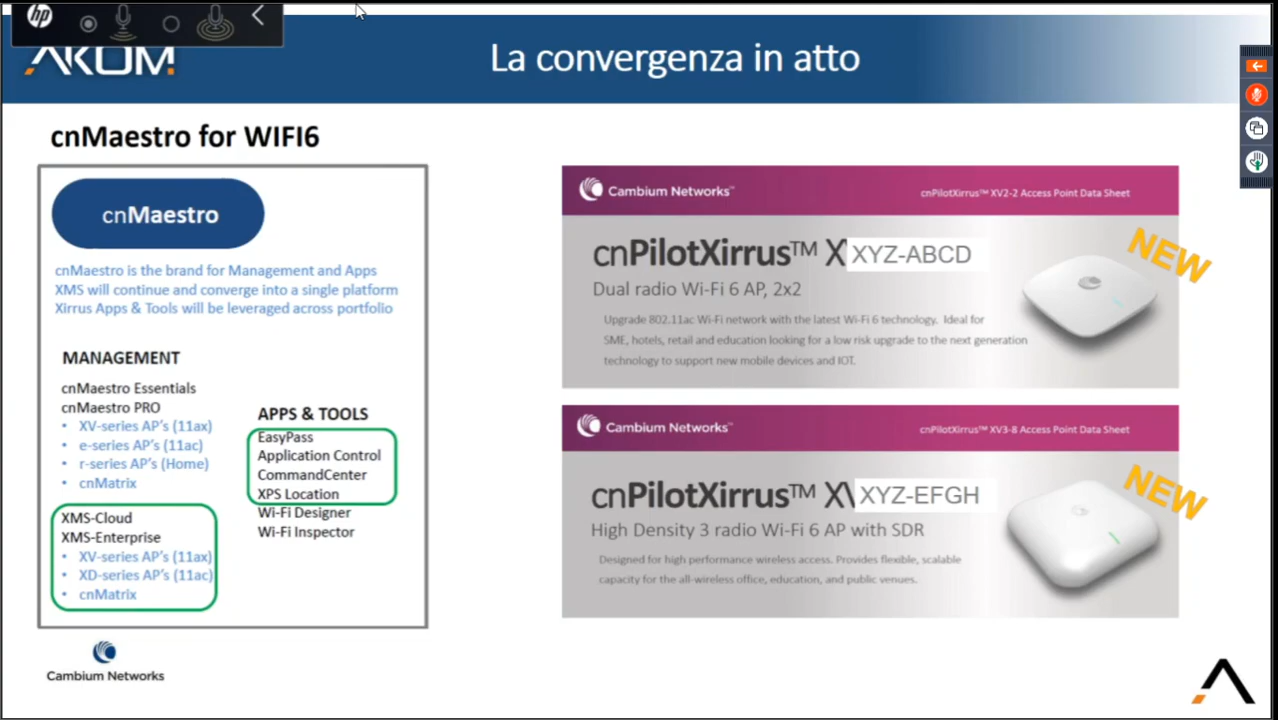 hp
AKOM
La convergenza in atto
cnMaestro for WIFI6
cnMaestro
cnMaestro is the brand for Management and Apps
XMS will continue and converge into a single platform
Xirrus Apps & Tools will be leveraged across portfolio
MANAGEMENT
cnMaestro Essentials
cnMaestro PRO
• XV-series AP's (11ax)
• e-series AP's (11ac)
• r-series AP's (Home)
• cnMatrix
XMS-Cloud
XMS-Enterprise
• XV-series AP's (11ax)
• XD-series AP's (11ac)
• cnMatrix
APPS & TOOLS
EasyPass
Application Control
CommandCenter
XPS Location
Wi-Fi Designer
Wi-Fi Inspector
Cambium Networks
Cambium Networks™
cnPilotXirrus™ XV2-2 Access Point Data Sheet
cnPilotXirrus™ X XYZ-ABCD
Dual radio Wi-Fi 6 AP, 2x2
Upgrade 802.11ac Wi-Fi network with the latest Wi-Fi 6 technology. Ideal for
SME, hotels, retail and education looking for a low risk upgrade to the next generation
technology to support new mobile devices and IOT.
NEW
Cambium Networks™
cnPilotXirrus™ XV3-8 Access Point Data Sheet
cnPilotXirrus™ XV XYZ-EFGH
High Density 3 radio Wi-Fi 6 AP with SDR
Designed for high performance wireless access. Provides flexible, scalable
capacity for the all-wireless office, education, and public venues.
NEW